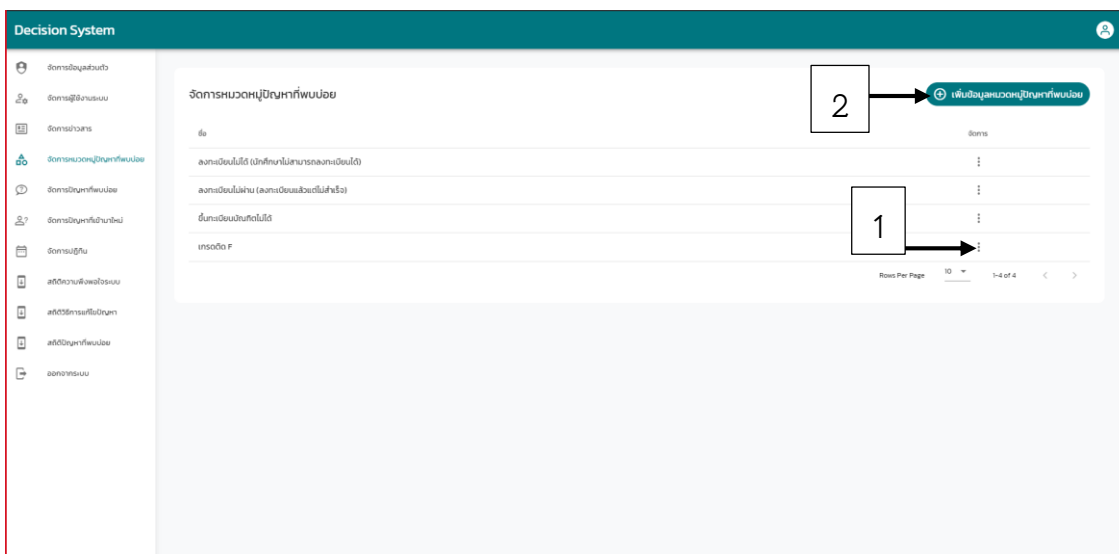 Decision System
จัดการข้อมูลส่วนตัว
จัดการผู้ใช้งานระบบ
จัดการข่าวสาร
จัดการหมวดหมู่ปัญหาที่พบบ่อย
จัดการปัญหาที่พบบ่อย
จัดการปัญหาที่เข้ามาใหม่
จัดการปฏิทิน
สถิติความพึงพอใจระบบ
สถิติวิธีการแก้ไขปัญหา
สถิติปัญหาที่พบบ่อย
ออกจากระบบ
จัดการหมวดหมู่ปัญหาที่พบบ่อย
2
เพิ่มข้อมูลหมวดหมู่ปัญหาที่พบบ่อย
ชื่อ จัดการ
ลงทะเบียนไม่ได้ (นักศึกษาไม่สามารถลงทะเบียนได้)
ลงทะเบียนไม่ผ่าน (ลงทะเบียนแล้วแต่ไม่สำเร็จ)
ขึ้นทะเบียนบัณฑิตไม่ได้
1
เกรดติด F
Rows Per Page 10 1-4 of 4